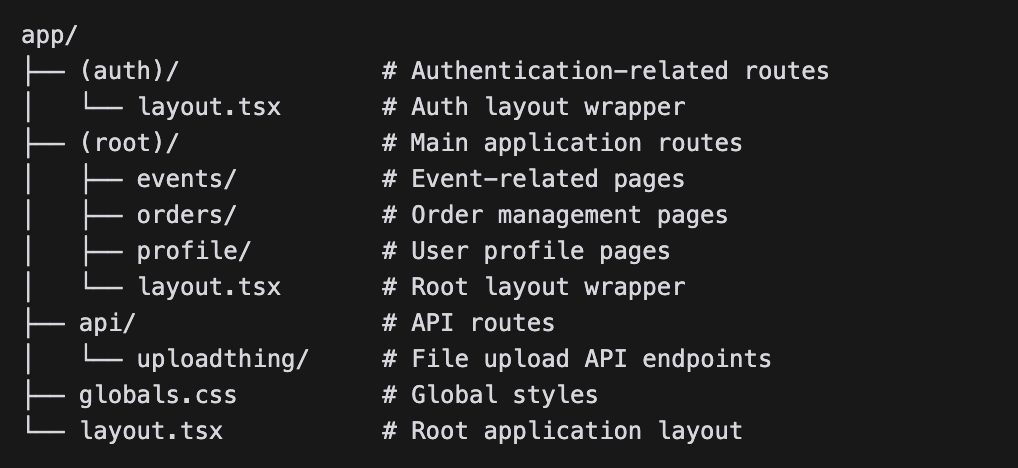 app/
├── (auth)/                  # Authentication-related routes
│   └── layout.tsx       # Auth layout wrapper
├── (root)/                  # Main application routes
│   ├── events/          # Event-related pages
│   ├── orders/          # Order management pages
│   ├── profile/         # User profile pages
│   └── layout.tsx       # Root layout wrapper
├── api/                     # API routes
│   └── uploadthing/     # File upload API endpoints
├── globals.css          # Global styles
└── layout.tsx           # Root application layout